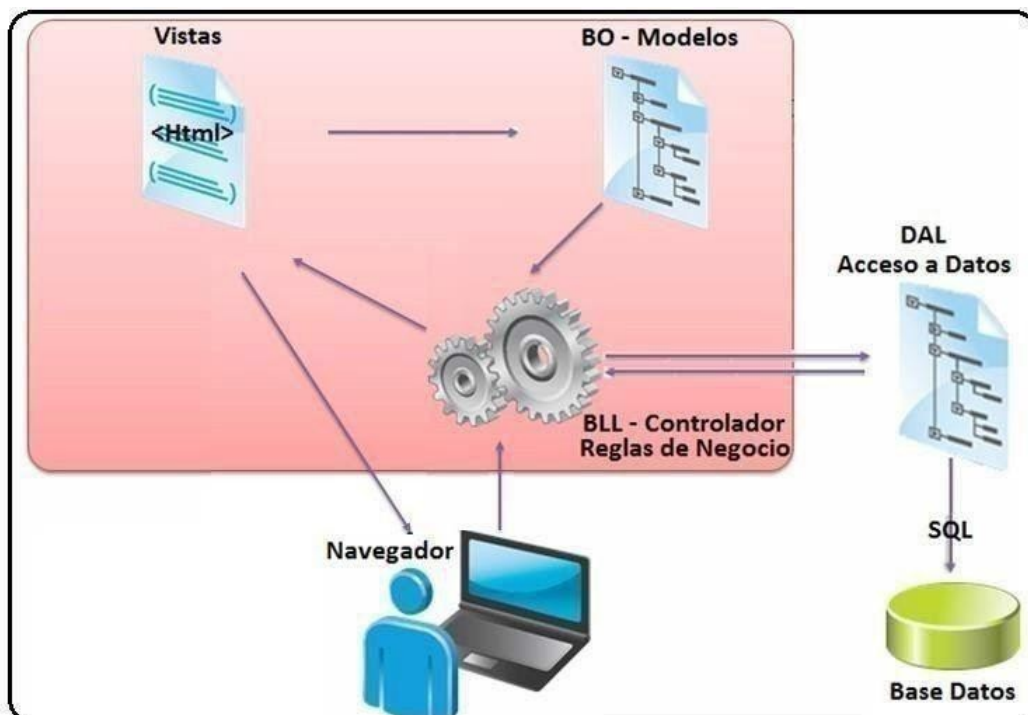 Vistas
BO - Modelos
<Html>
DAL
Acceso a Datos
BLL - Controlador
Reglas de Negocio
SQL
Navegador
Base Datos